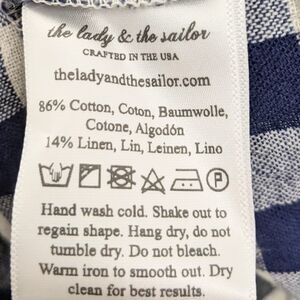 the lady & the sailor
CRAFTED IN THE USA
theladyandthesailor.com
86% Cotton, Coton, Baumwolle,
Cotone, Algodón
14% Linen, Lin, Leinen, Lino
P
Hand wash cold. Shake out to
regain shape. Hang dry, do not
tumble dry. Do not bleach.
Warm iron to smooth out. Dry
clean for best results.